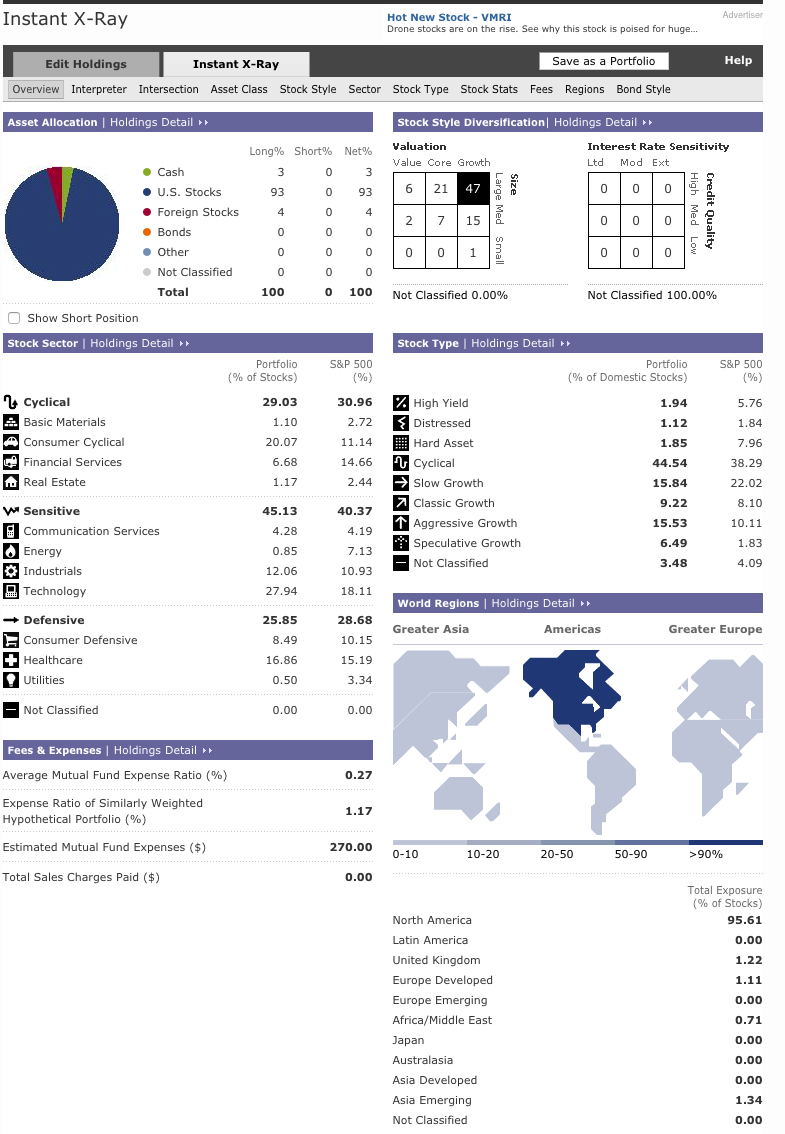 Instant X-Ray
Hot New Stock - VMRI
Drone stocks are on the rise. See why this stock is poised for huge...
Advertiser
Edit Holdings
Instant X-Ray
Save as a Portfolio
Help
Overview Interpreter Intersection Asset Class Stock Style Sector Stock Type Stock Stats Fees Regions Bond Style
Asset Allocation | Holdings Detail
Long% Short% Net%
Cash 3 0 3
U.S. Stocks 93 0 93
Foreign Stocks 4 0 4
Bonds 0 0 0
Other 0 0 0
Not Classified 0 0 0
Total 100 0 100
Show Short Position
Stock Style Diversification| Holdings Detail
Valuation
Value Core Growth
6 21 47
2 7 15
0 0 1
Large Med Small
Size
Not Classified 0.00%
Interest Rate Sensitivity
Ltd Mod Ext
0 0 0
0 0 0
0 0 0
High Med Low
Credit Quality
Not Classified 100.00%
Stock Sector | Holdings Detail
Portfolio S&P 500
(% of Stocks) (%)
Cyclical 29.03 30.96
Basic Materials 1.10 2.72
Consumer Cyclical 20.07 11.14
Financial Services 6.68 14.66
Real Estate 1.17 2.44
Sensitive 45.13 40.37
Communication Services 4.28 4.19
Energy 0.85 7.13
Industrials 12.06 10.93
Technology 27.94 18.11
Defensive 25.85 28.68
Consumer Defensive 8.49 10.15
Healthcare 16.86 15.19
Utilities 0.50 3.34
Not Classified 0.00 0.00
Fees & Expenses | Holdings Detail
Average Mutual Fund Expense Ratio (%) 0.27
Expense Ratio of Similarly Weighted
Hypothetical Portfolio (%) 1.17
Estimated Mutual Fund Expenses ($) 270.00
Total Sales Charges Paid ($) 0.00
Stock Type | Holdings Detail
Portfolio S&P 500
(% of Domestic Stocks) (%)
High Yield 1.94 5.76
Distressed 1.12 1.84
Hard Asset 1.85 7.96
Cyclical 44.54 38.29
Slow Growth 15.84 22.02
Classic Growth 9.22 8.10
Aggressive Growth 15.53 10.11
Speculative Growth 6.49 1.83
Not Classified 3.48 4.09
World Regions | Holdings Detail
Greater Asia Americas Greater Europe
0-10 10-20 20-50 50-90 >90%
Total Exposure
(% of Stocks)
North America 95.61
Latin America 0.00
United Kingdom 1.22
Europe Developed 1.11
Europe Emerging 0.00
Africa/Middle East 0.71
Japan 0.00
Australasia 0.00
Asia Developed 0.00
Asia Emerging 1.34
Not Classified 0.00